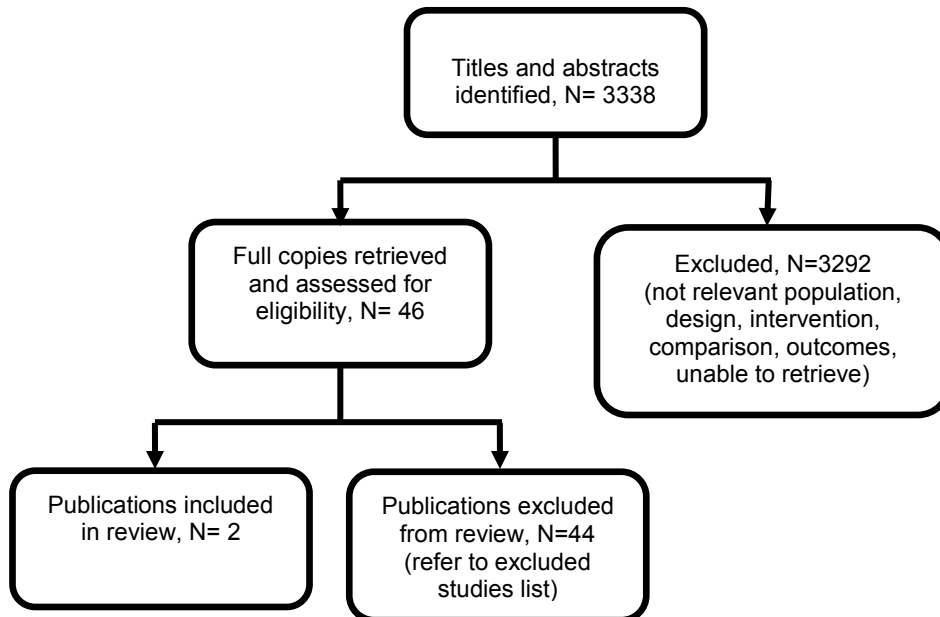 Titles and abstracts
identified, N= 3338
Full copies retrieved
and assessed for
eligibility, N= 46
Excluded, N=3292
(not relevant population,
design, intervention,
comparison, outcomes,
unable to retrieve)
Publications included
in review, N= 2
Publications excluded
from review, N=44
(refer to excluded
studies list)